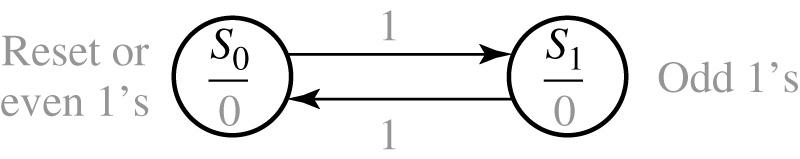 1
Reset or
even 1's
S₀
0
S₁
0
Odd 1's
1